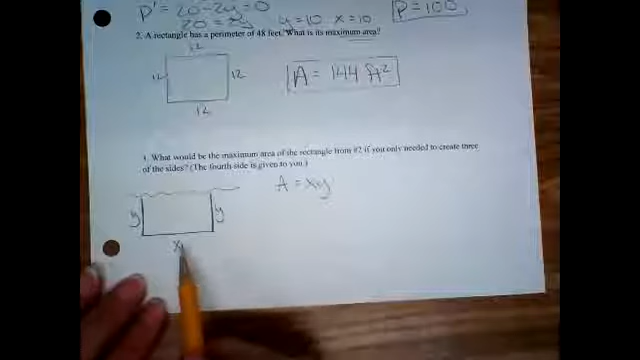 P' = 20 - 2y = 0
20 = 2y y = 10 x = 10
P = 100
2. A rectangle has a perimeter of 48 feet. What is its maximum area?
12
12 12
12
A = 144 ft²
3. What would be the maximum area of the rectangle from #2 if you only needed to create three
of the sides? (The fourth side is given to you.)
A = x·y
y y
x